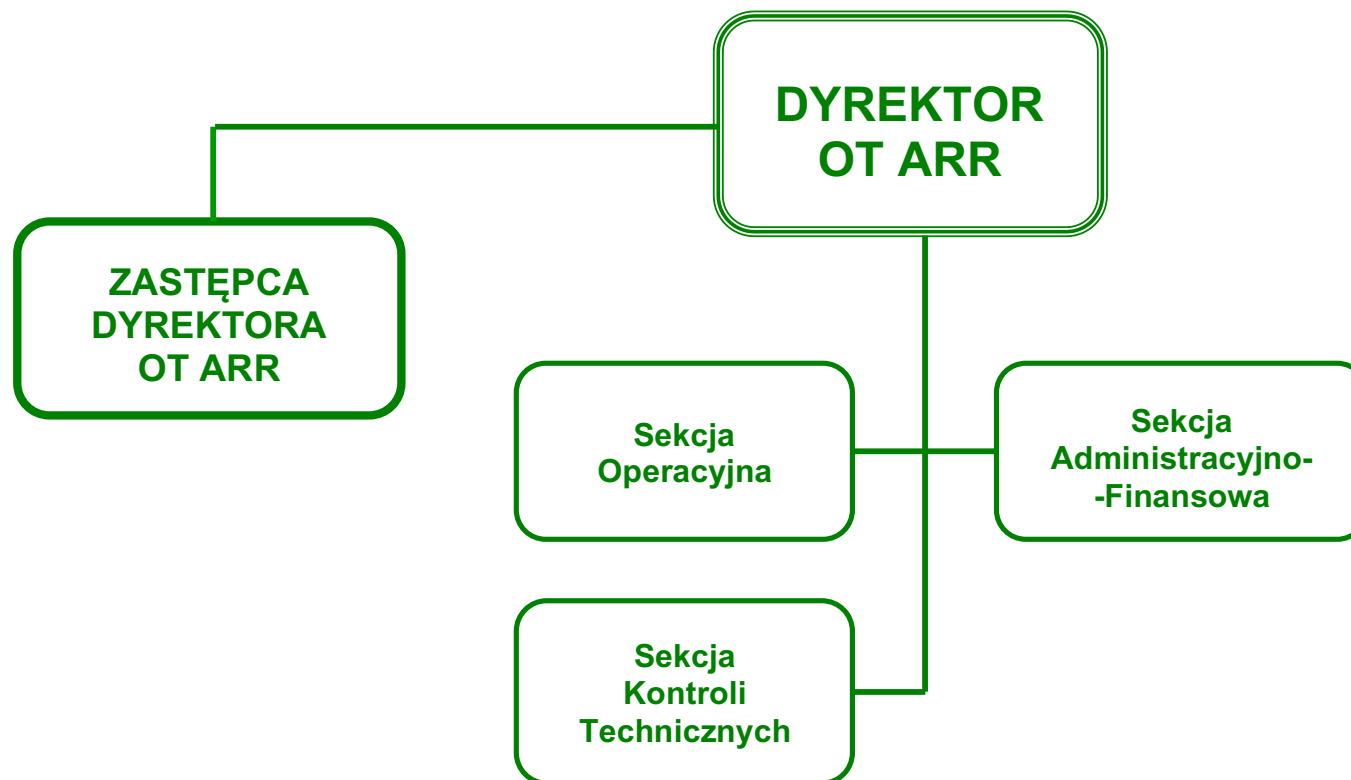 DYREKTOR
OT ARR
ZASTĘPCA
DYREKTORA
OT ARR
Sekcja
Operacyjna
Sekcja
Administracyjno-
-Finansowa
Sekcja
Kontroli
Technicznych